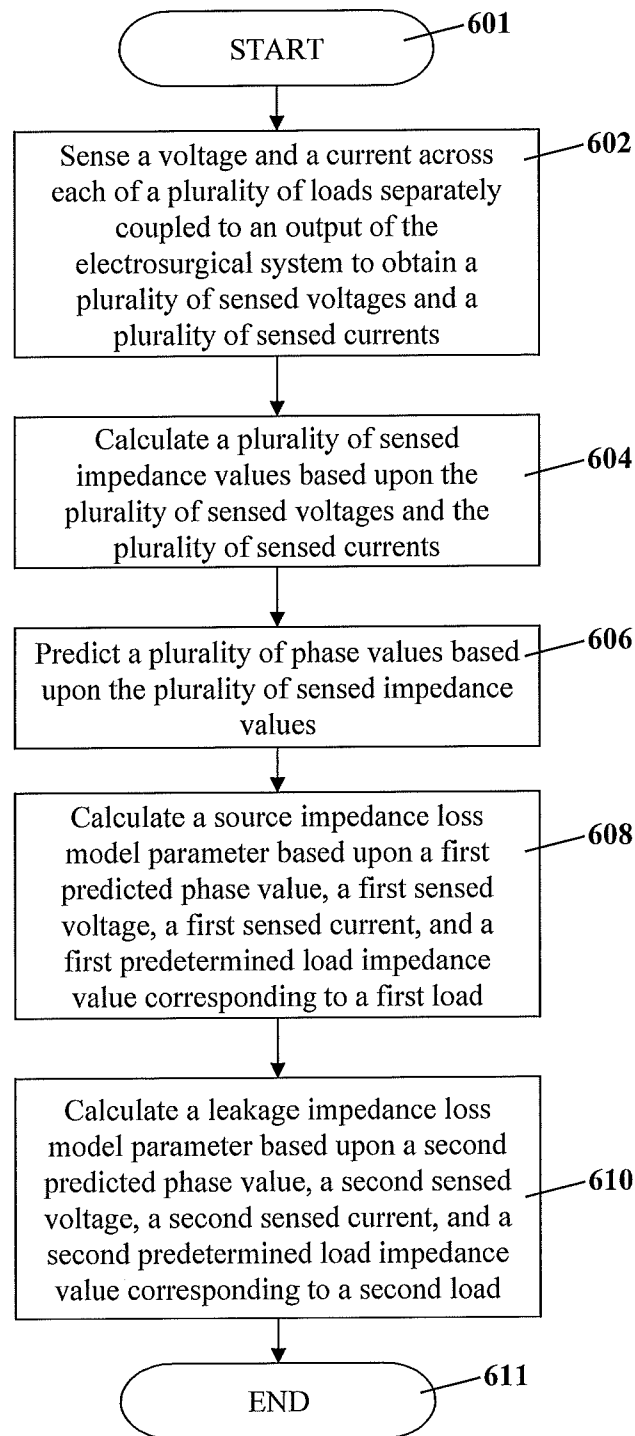 START
601
Sense a voltage and a current across
each of a plurality of loads separately
coupled to an output of the
electrosurgical system to obtain a
plurality of sensed voltages and a
plurality of sensed currents
602
Calculate a plurality of sensed
impedance values based upon the
plurality of sensed voltages and the
plurality of sensed currents
604
Predict a plurality of phase values based
upon the plurality of sensed impedance
values
606
Calculate a source impedance loss
model parameter based upon a first
predicted phase value, a first sensed
voltage, a first sensed current, and a
first predetermined load impedance
value corresponding to a first load
608
Calculate a leakage impedance loss
model parameter based upon a second
predicted phase value, a second sensed
voltage, a second sensed current, and a
second predetermined load impedance
value corresponding to a second load
610
END
611